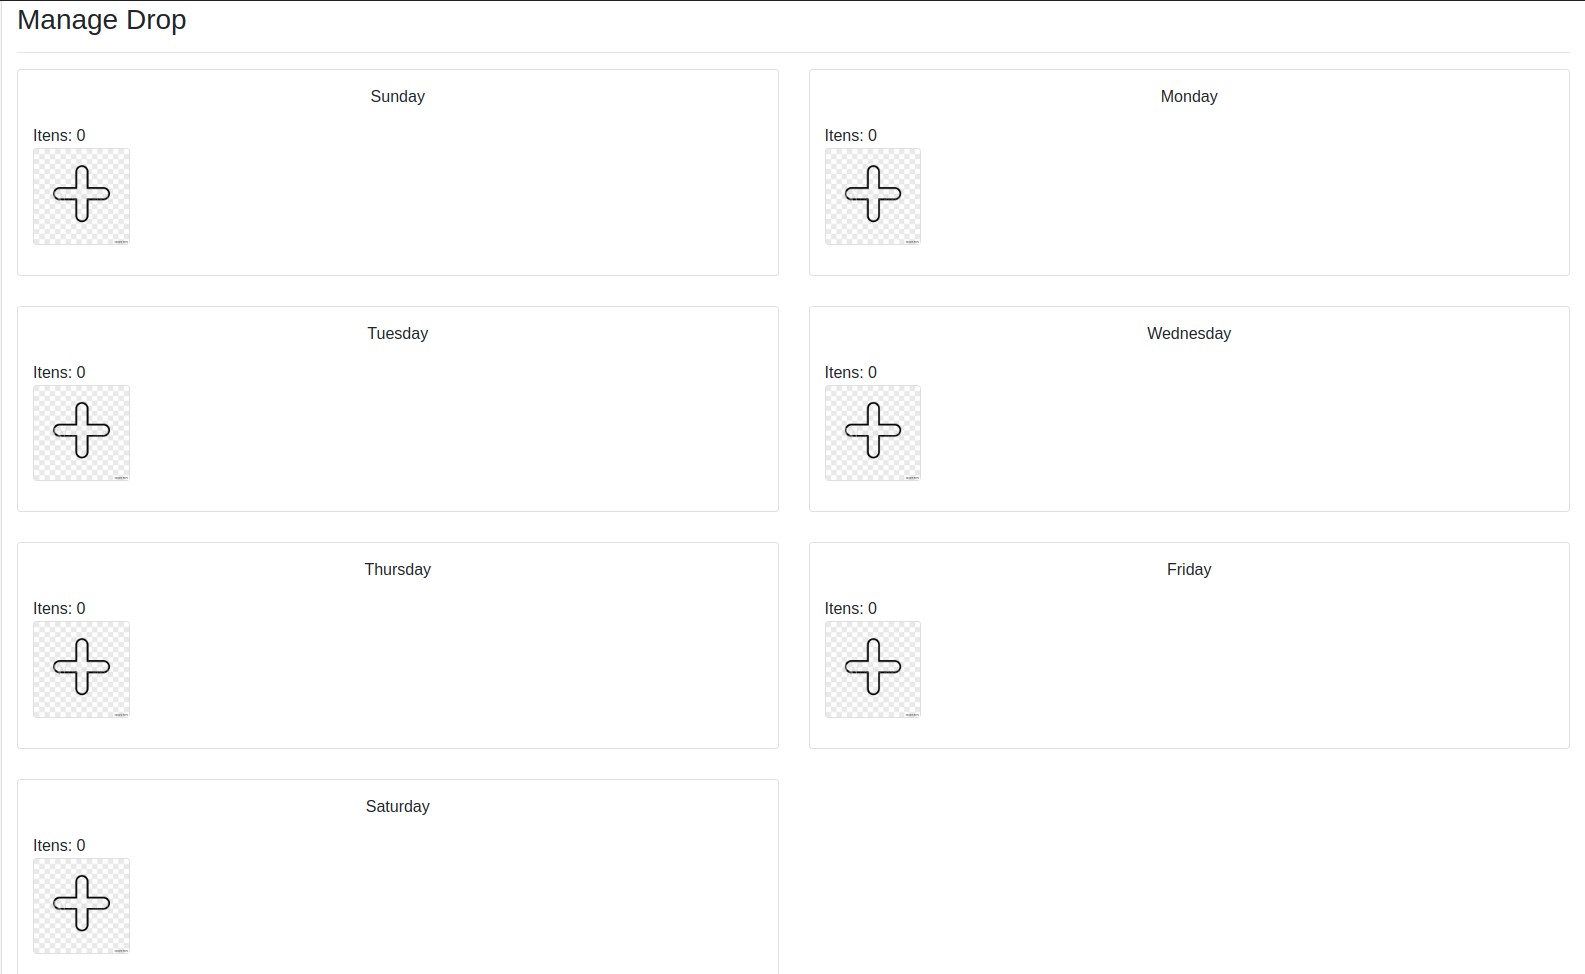 Manage Drop
Sunday
Itens: 0
Monday
Itens: 0
Tuesday
Itens: 0
Wednesday
Itens: 0
Thursday
Itens: 0
Friday
Itens: 0
Saturday
Itens: 0